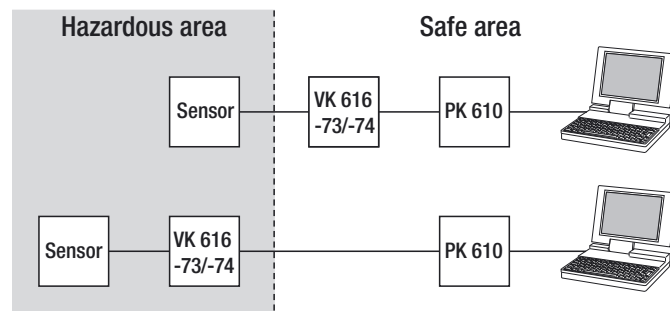 Hazardous area
Safe area
Sensor
VK 616
-73/-74
PK 610
Sensor
VK 616
-73/-74
PK 610